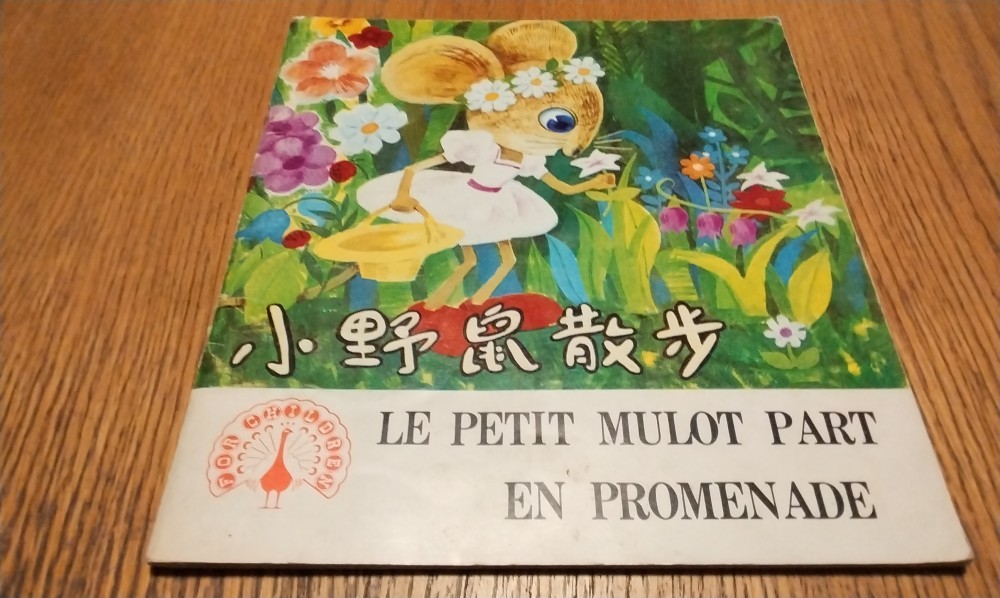 小野鼠散步
FOR CHILDREN
LE PETIT MULOT PART
EN PROMENADE